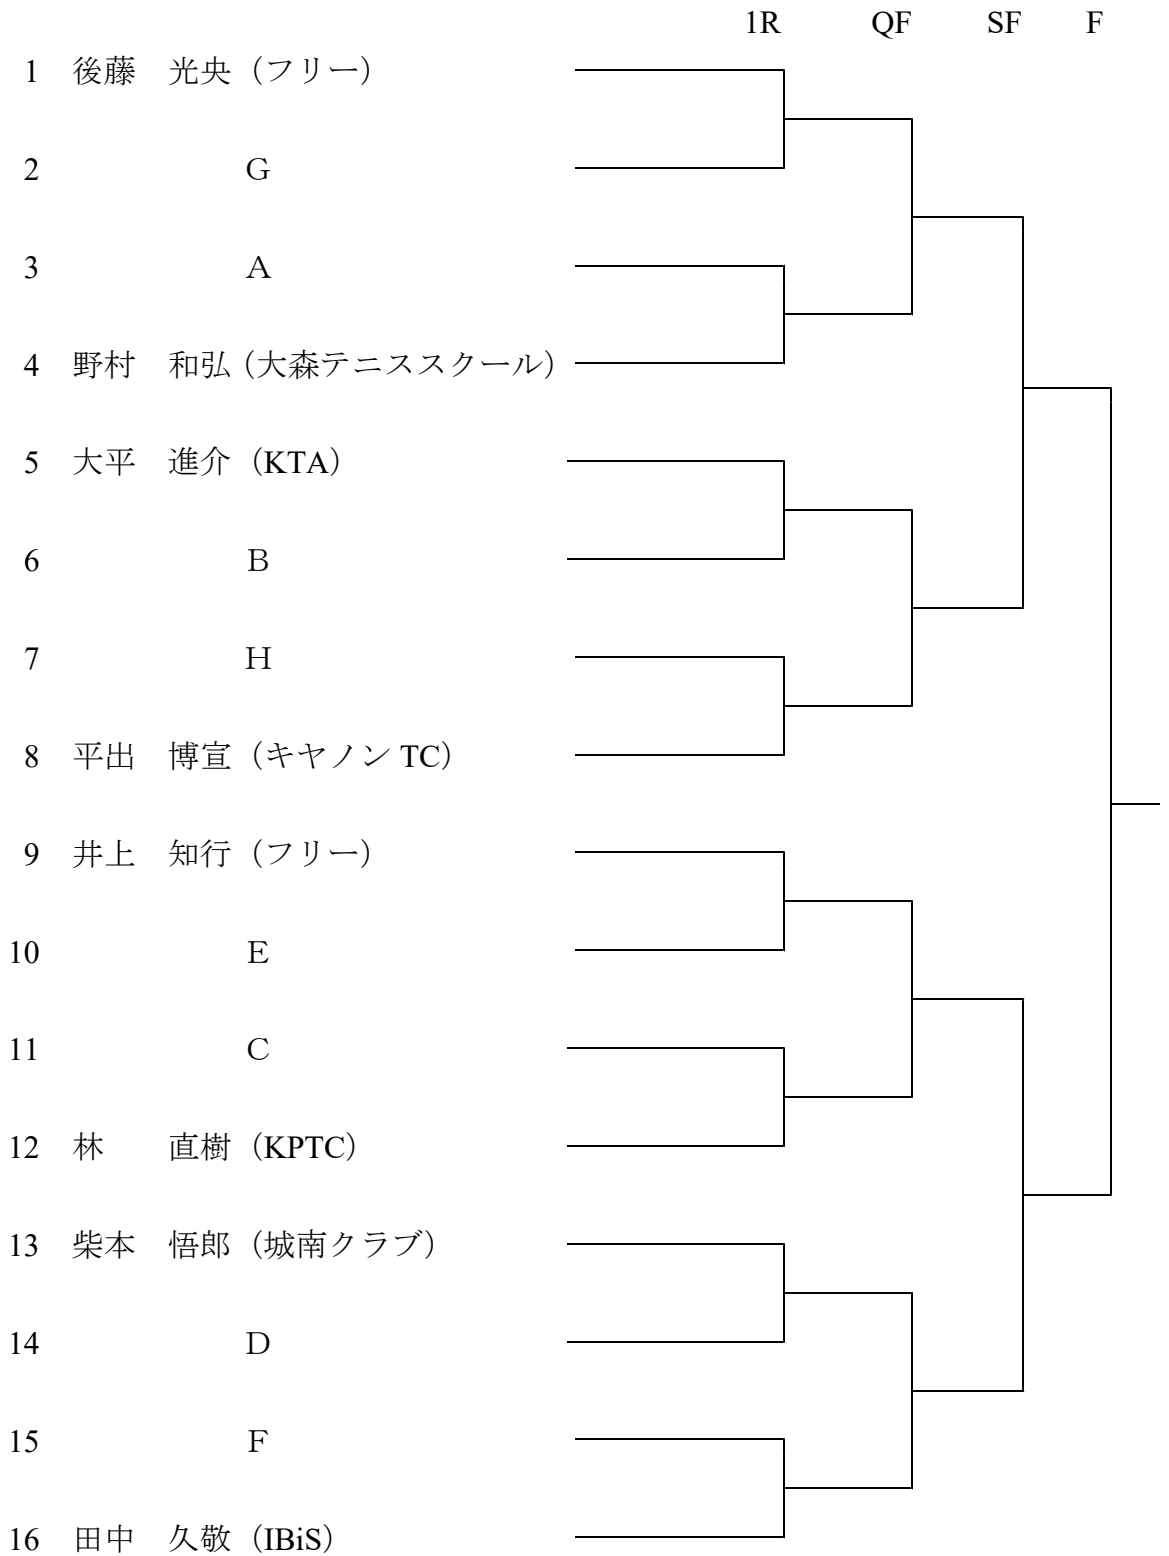 1R QF SF F
1 後藤 光央（フリー）
2 G
3 A
4 野村 和弘（大森テニススクール）
5 大平 進介（KTA）
6 B
7 H
8 平出 博宣（キヤノン TC）
9 井上 知行（フリー）
10 E
11 C
12 林 直樹（KPTC）
13 柴本 悟郎（城南クラブ）
14 D
15 F
16 田中 久敬（IBiS）